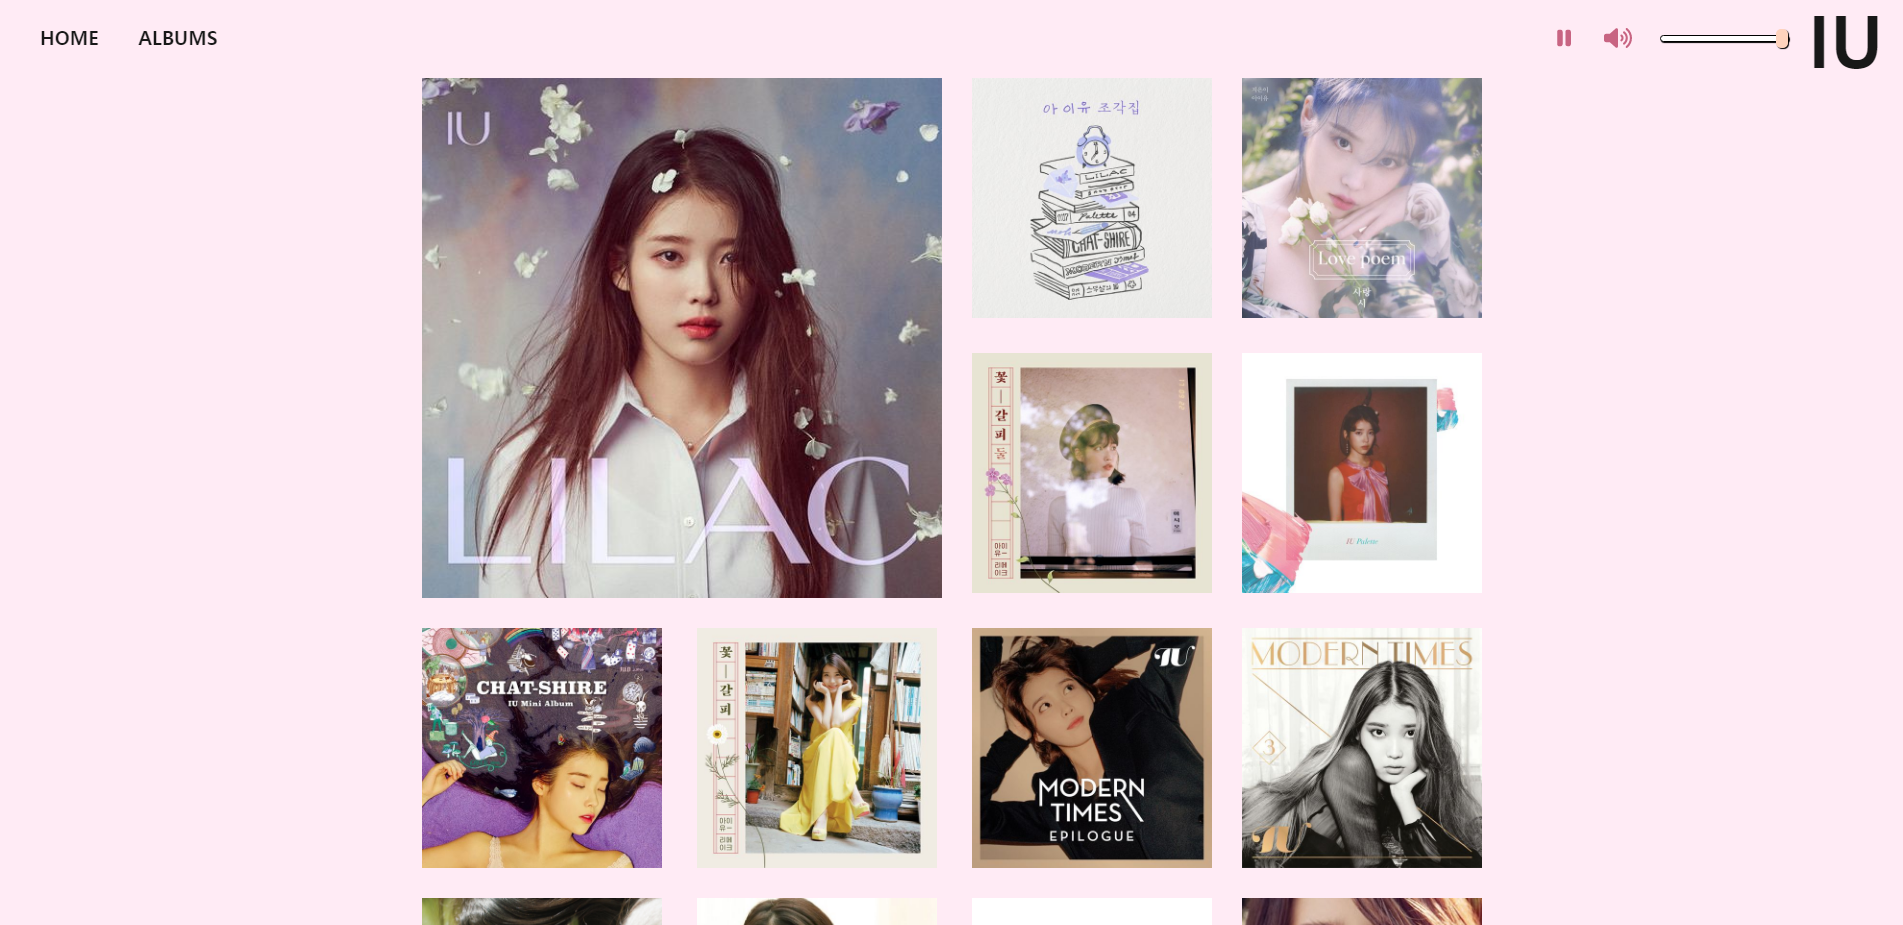 HOME
ALBUMS
IU
IU
LILAC
아이유 조각집
LILAC
Palette
04
CHAT-SHIRE
Love poem
사랑
시
꽃
갈
피
둘
아이
유
리메
이크
IU Palette
CHAT-SHIRE
IU Mini Album
꽃
갈
피
아이
유
리메
이크
IU
MODERN
TIMES
EPILOGUE
MODERN TIMES
3
IU